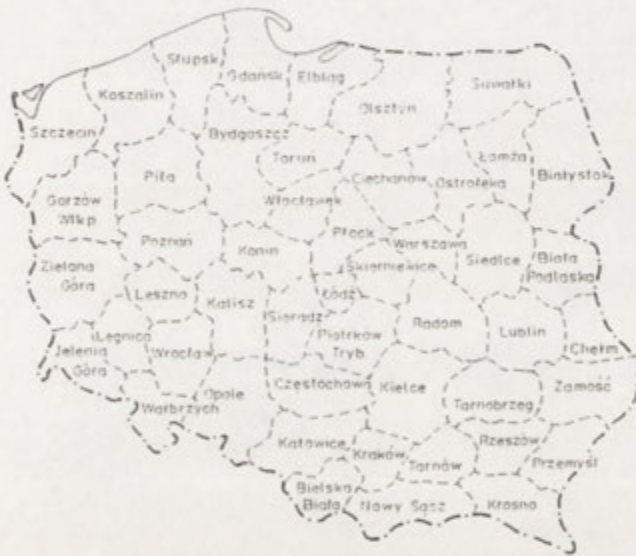 Słupsk
Gdańsk
Elbląg
Koszalin
Suwałki
Olsztyn
Szczecin
Bydgoszcz
Toruń
Łomża
Piła
Ciechanów
Ostrołęka
Białystok
Gorzów
Wlkp
Włocławek
Płock
Poznań
Konin
Warszawa
Siedlce
Biała
Podlaska
Zielona
Góra
Skierniewice
Leszno
Kalisz
Łódź
Sieradz
Piotrków
Tryb
Radom
Lublin
Chełm
Legnica
Jelenia
Góra
Wrocław
Opole
Częstochowa
Kielce
Zamość
Tarnobrzeg
Wałbrzych
Katowice
Kraków
Tarnów
Rzeszów
Przemyśl
Bielsko
Biała
Nowy Sącz
Krosno